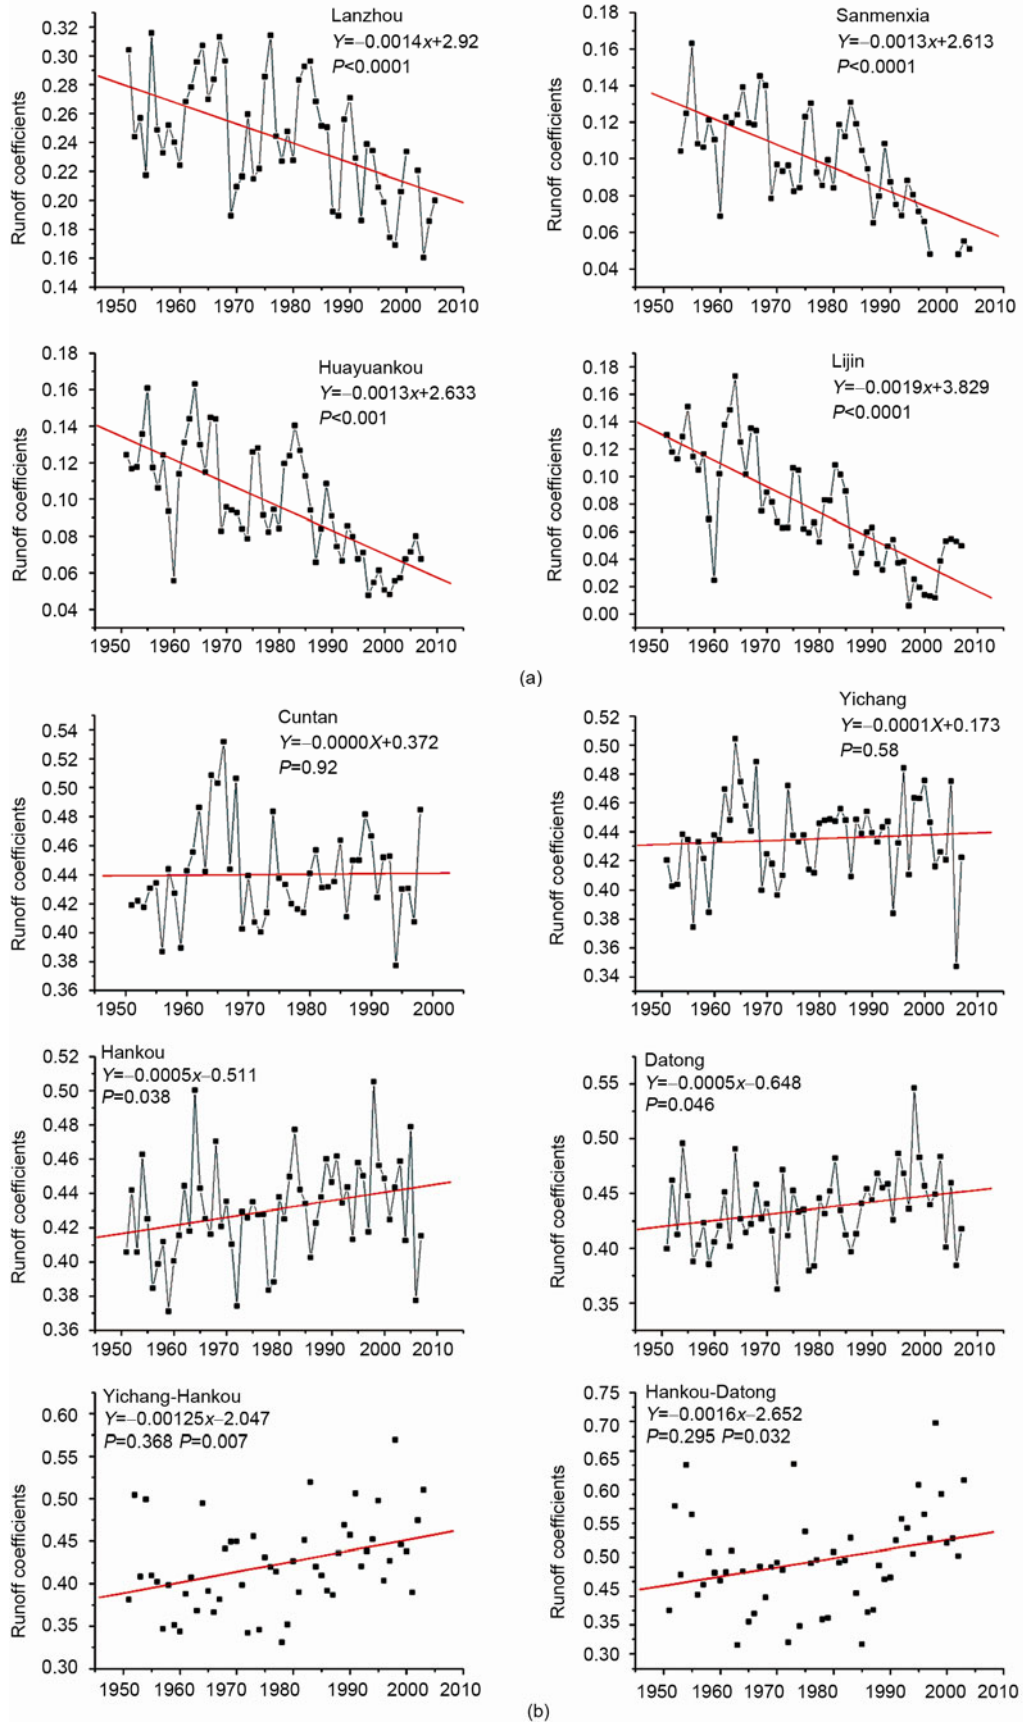 Lanzhou
Y=–0.0014x+2.92
P<0.0001
Runoff coefficients
0.32
0.30
0.28
0.26
0.24
0.22
0.20
0.18
0.16
0.14
1950 1960 1970 1980 1990 2000 2010
Sanmenxia
Y=–0.0013x+2.613
P<0.0001
Runoff coefficients
0.18
0.16
0.14
0.12
0.10
0.08
0.06
0.04
1950 1960 1970 1980 1990 2000 2010
Huayuankou
Y=–0.0013x+2.633
P<0.001
Runoff coefficients
0.18
0.16
0.14
0.12
0.10
0.08
0.06
0.04
1950 1960 1970 1980 1990 2000 2010
Lijin
Y=–0.0019x+3.829
P<0.0001
Runoff coefficients
0.18
0.16
0.14
0.12
0.10
0.08
0.06
0.04
0.02
0.00
1950 1960 1970 1980 1990 2000 2010
(a)
Cuntan
Y=–0.0000X+0.372
P=0.92
Runoff coefficients
0.54
0.52
0.50
0.48
0.46
0.44
0.42
0.40
0.38
0.36
1950 1960 1970 1980 1990 2000
Yichang
Y=–0.0001X+0.173
P=0.58
Runoff coefficients
0.52
0.50
0.48
0.46
0.44
0.42
0.40
0.38
0.36
0.34
1950 1960 1970 1980 1990 2000 2010
Hankou
Y=–0.0005x–0.511
P=0.038
Runoff coefficients
0.52
0.50
0.48
0.46
0.44
0.42
0.40
0.38
0.36
1950 1960 1970 1980 1990 2000 2010
Datong
Y=–0.0005x–0.648
P=0.046
Runoff coefficients
0.55
0.50
0.45
0.40
0.35
1950 1960 1970 1980 1990 2000 2010
Yichang-Hankou
Y=–0.00125x–2.047
P=0.368 P=0.007
Runoff coefficients
0.60
0.55
0.50
0.45
0.40
0.35
0.30
1950 1960 1970 1980 1990 2000 2010
Hankou-Datong
Y=–0.0016x–2.652
P=0.295 P=0.032
Runoff coefficients
0.75
0.70
0.65
0.60
0.55
0.50
0.45
0.35
0.30
1950 1960 1970 1980 1990 2000 2010
(b)